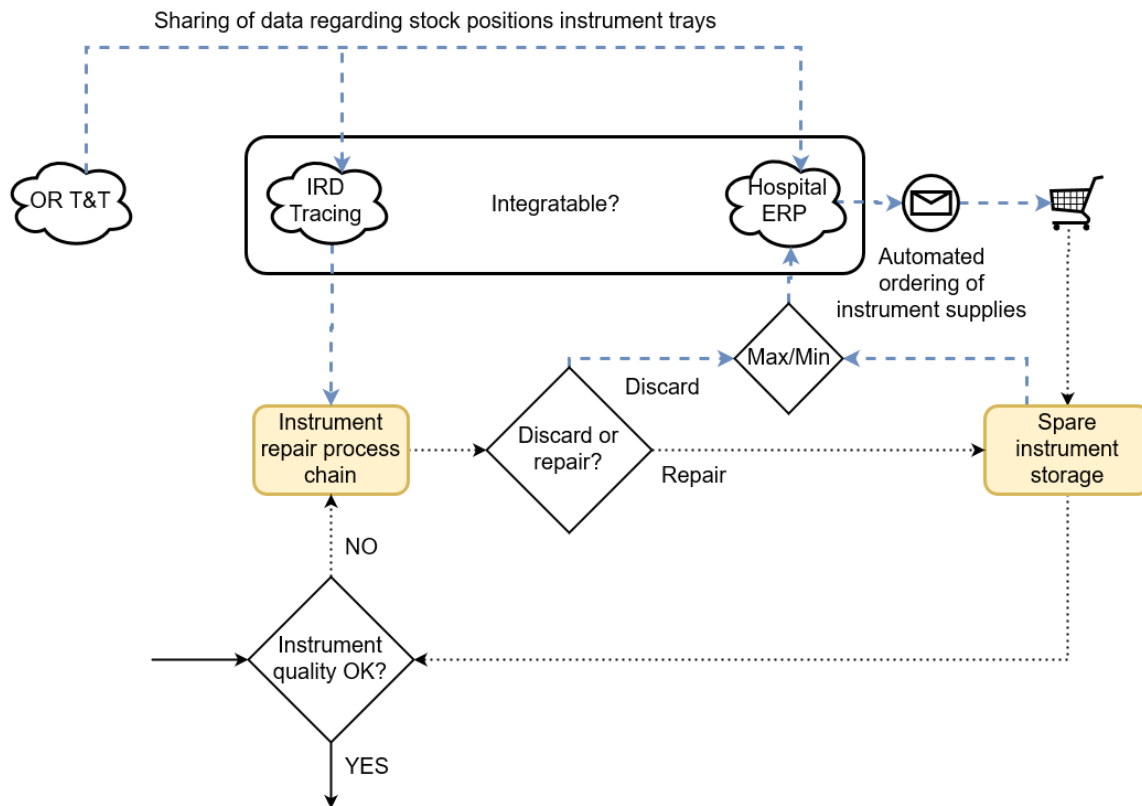 Sharing of data regarding stock positions instrument trays
OR T&T
IRD
Tracing
Integratable?
Hospital
ERP
Automated
ordering of
instrument supplies
Max/Min
Discard
Instrument
repair process
chain
Discard or
repair?
Repair
Spare
instrument
storage
NO
Instrument
quality OK?
YES